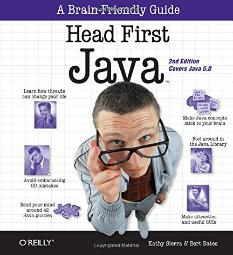 A Brain-Friendly Guide
Head First
Java
™
2nd Edition
Covers Java 5.0
Learn how threads
can change your life
Make Java concepts
stick to your brain
Fool around in
the Java Library
Avoid embarrassing
OO mistakes
Bend your mind
around 42
Java puzzles
Make attractive
and useful GUIs
O'REILLY®
Kathy Sierra & Bert Bates